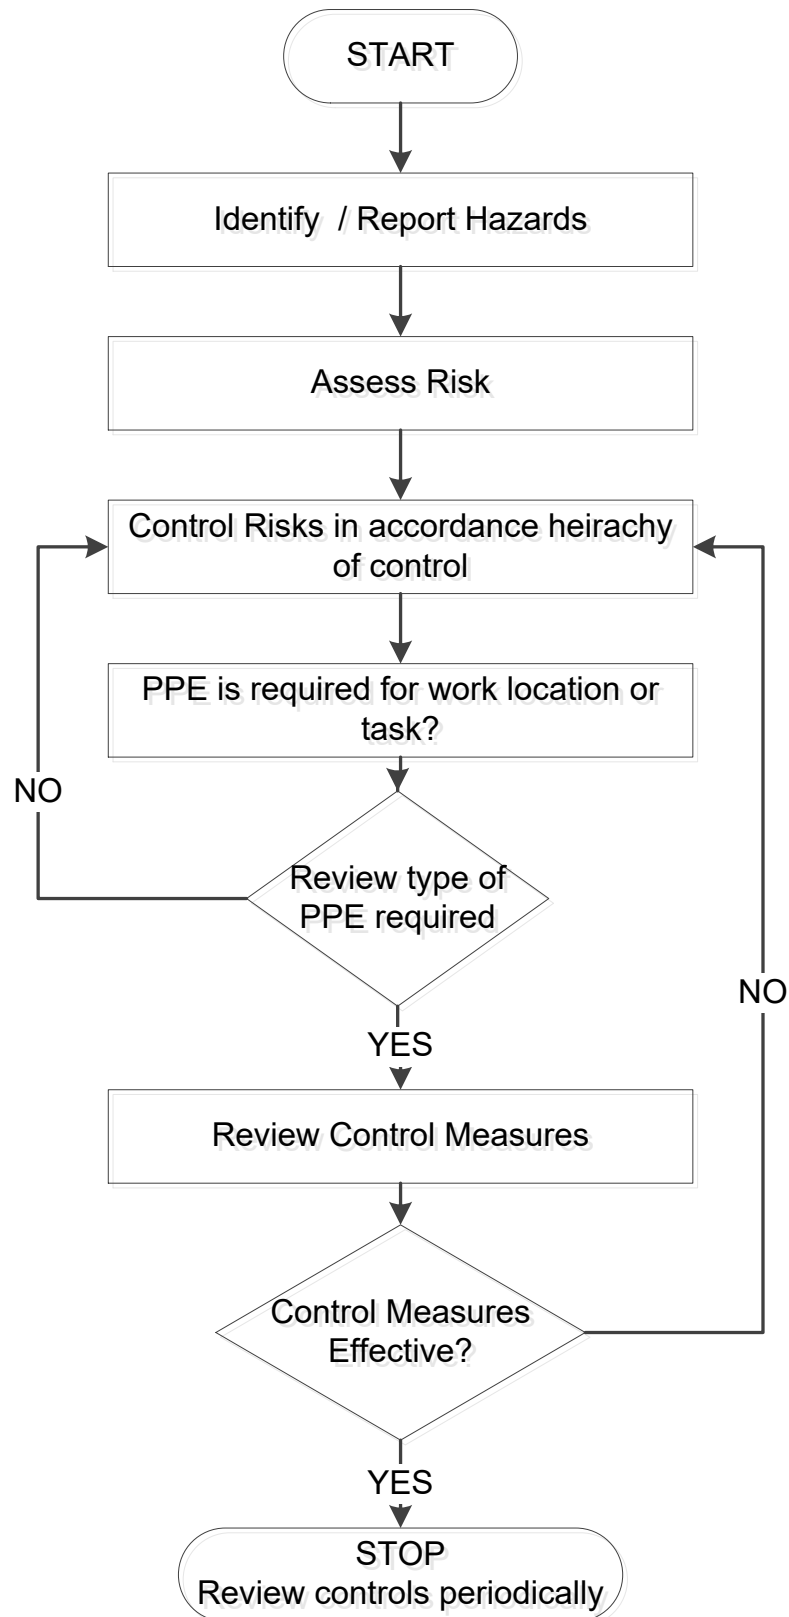 START
Identify / Report Hazards
Assess Risk
Control Risks in accordance heirachy
of control
PPE is required for work location or
task?
NO
Review type of
PPE required
NO
YES
Review Control Measures
Control Measures
Effective?
YES
STOP
Review controls periodically